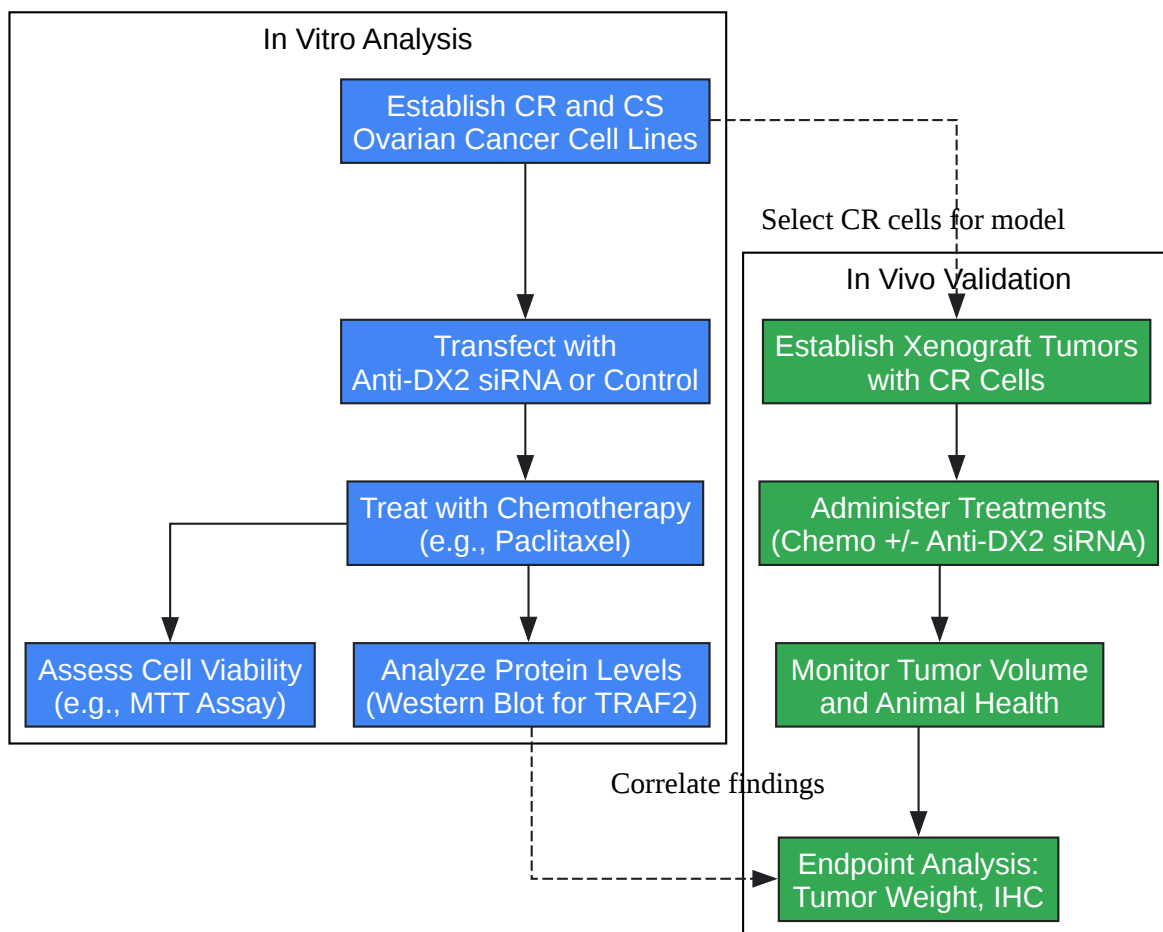 In Vitro Analysis
Establish CR and CS
Ovarian Cancer Cell Lines
Transfect with
Anti-DX2 siRNA or Control
Treat with Chemotherapy
(e.g., Paclitaxel)
Assess Cell Viability
(e.g., MTT Assay)
Analyze Protein Levels
(Western Blot for TRAF2)
Select CR cells for model
In Vivo Validation
Establish Xenograft Tumors
with CR Cells
Administer Treatments
(Chemo +/- Anti-DX2 siRNA)
Monitor Tumor Volume
and Animal Health
Correlate findings
Endpoint Analysis:
Tumor Weight, IHC